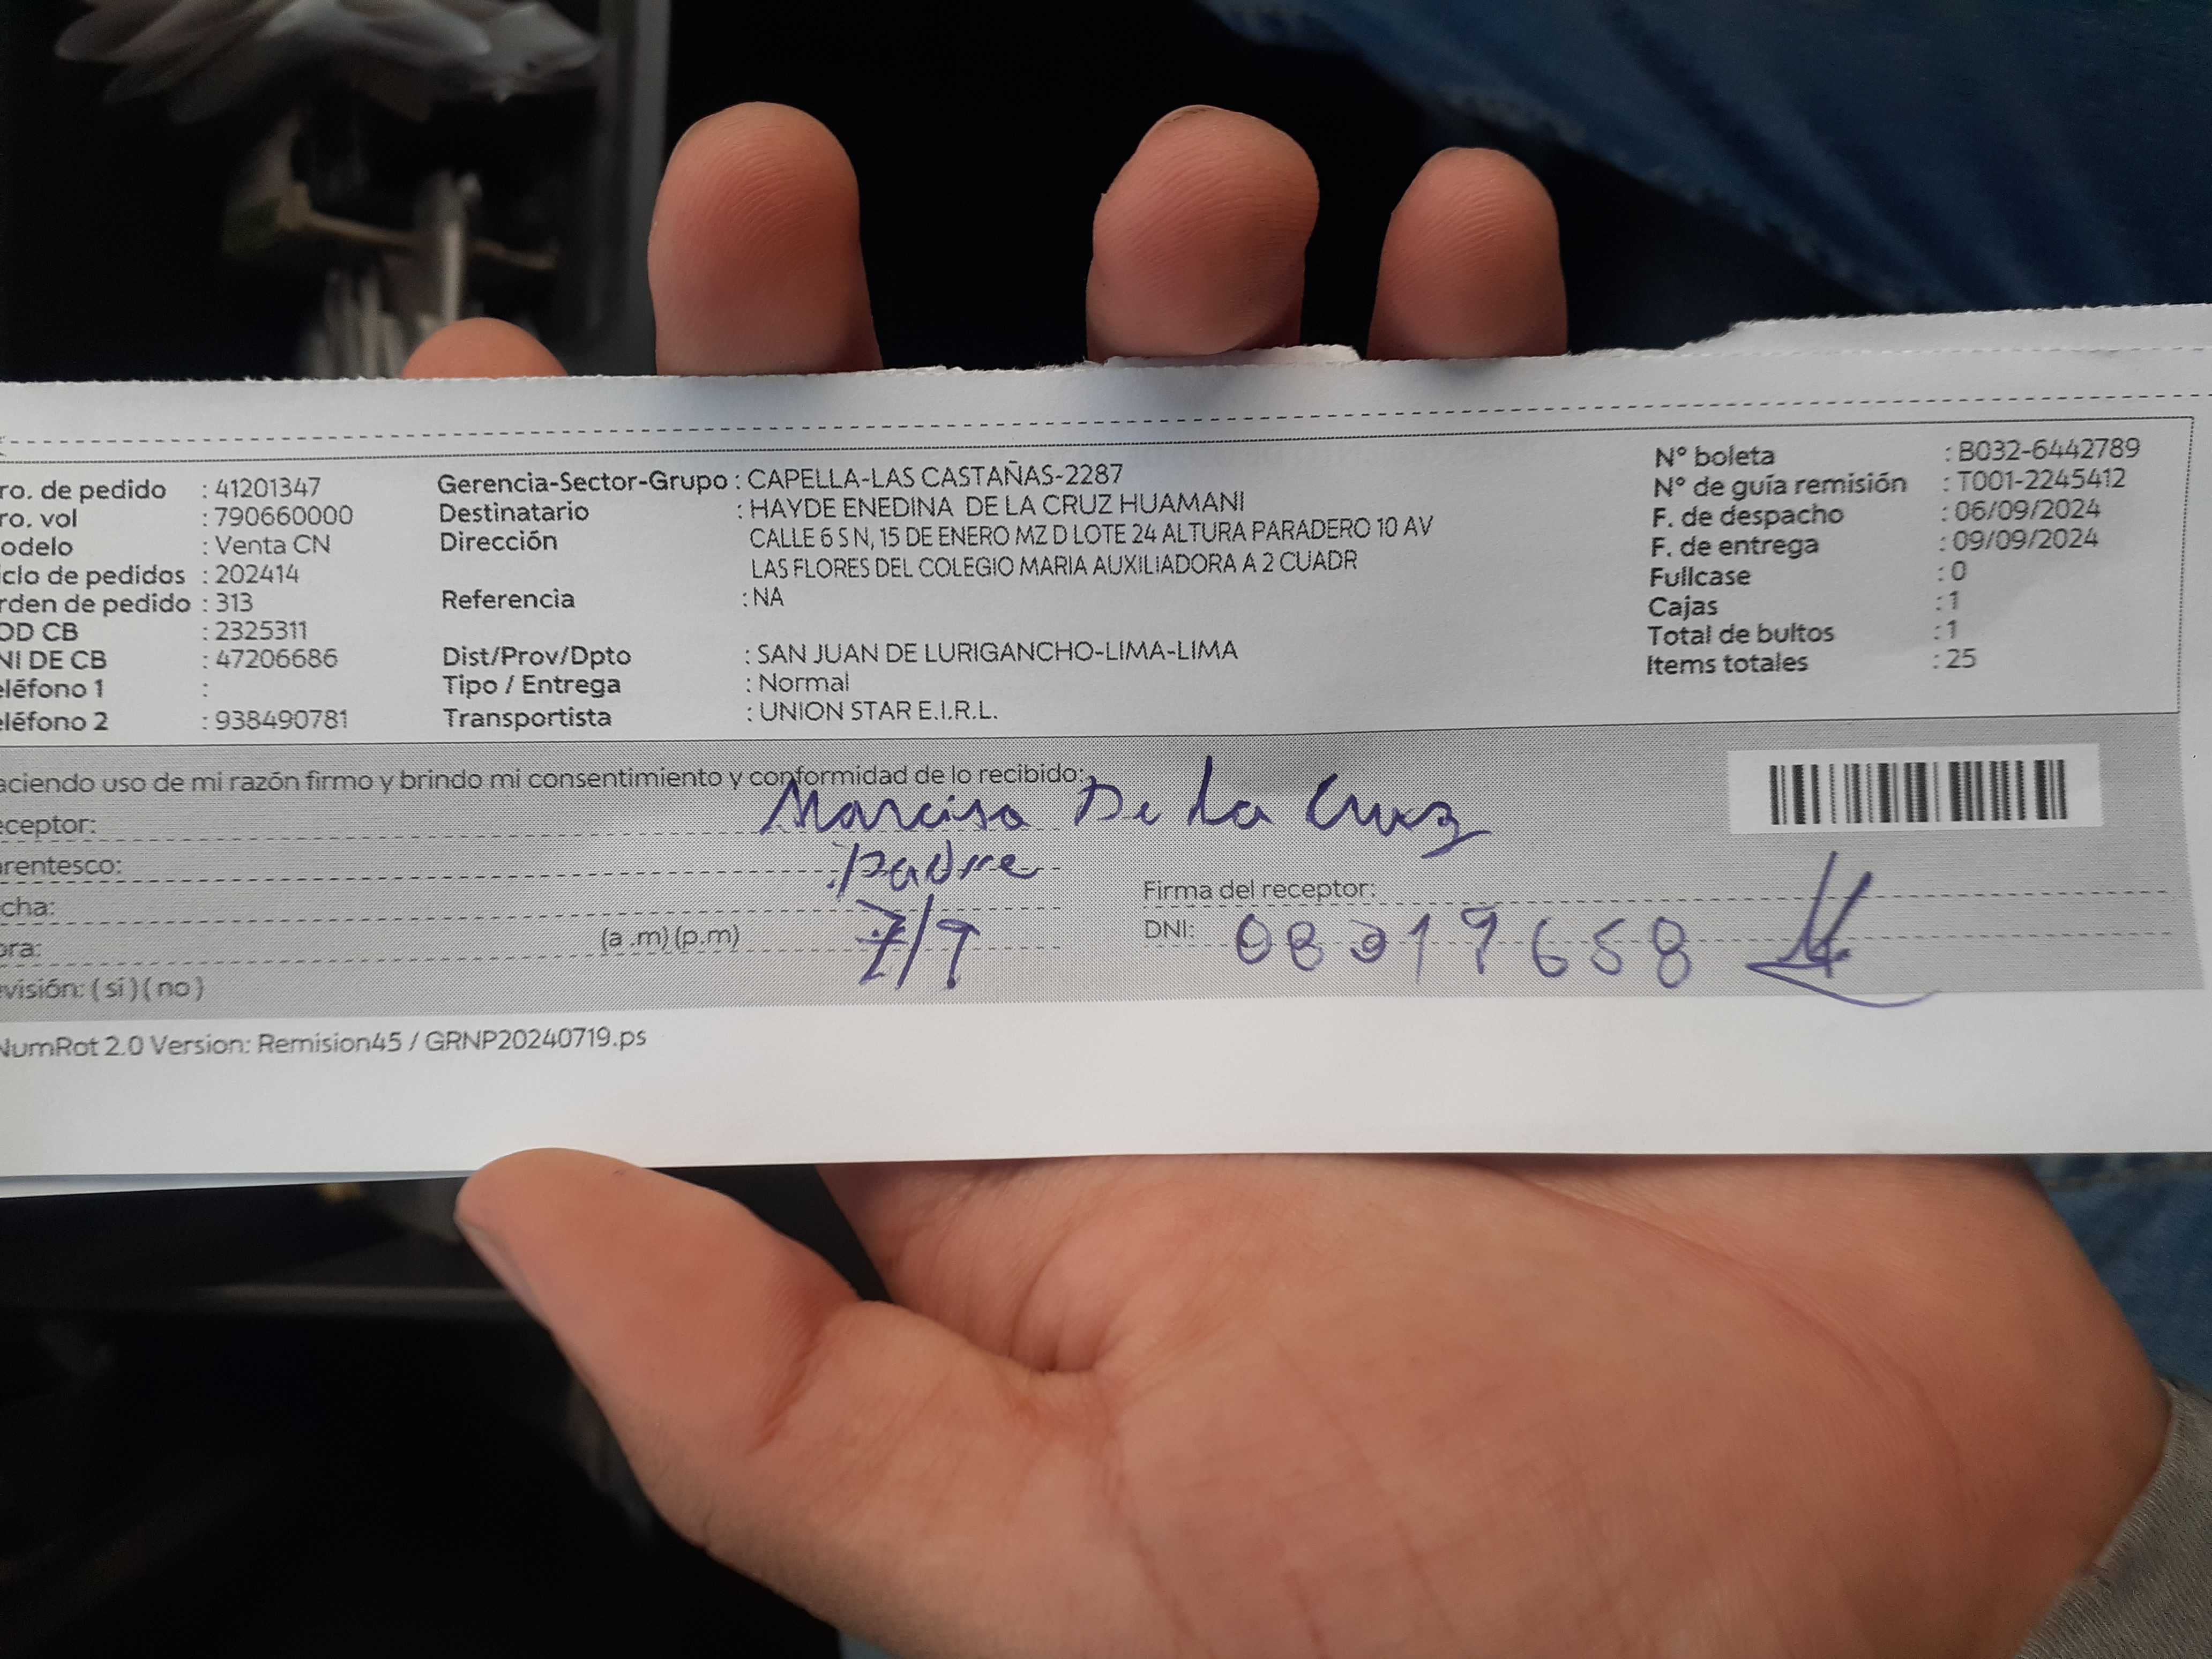 ro. de pedido : 41201347
ro. vol : 790660000
odelo : Venta CN
iclo de pedidos : 202414
rden de pedido : 313
OD CB : 2325311
NI DE CB : 47206686
eléfono 1 :
eléfono 2 : 938490781
Gerencia-Sector-Grupo : CAPELLA-LAS CASTAÑAS-2287
Destinatario : HAYDE ENEDINA DE LA CRUZ HUAMANI
Dirección CALLE 6 S N, 15 DE ENERO MZ D LOTE 24 ALTURA PARADERO 10 AV
LAS FLORES DEL COLEGIO MARIA AUXILIADORA A 2 CUADR
Referencia : NA
Dist/Prov/Dpto : SAN JUAN DE LURIGANCHO-LIMA-LIMA
Tipo / Entrega : Normal
Transportista : UNION STAR E.I.R.L.
N° boleta : B032-6442789
N° de guía remisión : T001-2245412
F. de despacho : 06/09/2024
F. de entrega : 09/09/2024
Fullcase : 0
Cajas : 1
Total de bultos : 1
Items totales : 25
aciendo uso de mi razón firmo y brindo mi consentimiento y conformidad de lo recibido:
eceptor: Narciso De La Cruz
arentesco: padre
cha: 7/9
ora: (a .m) (p.m)
evisión: ( si ) ( no )
Firma del receptor:
DNI: 08319658
NumRot 2.0 Version: Remision45 / GRNP20240719.ps